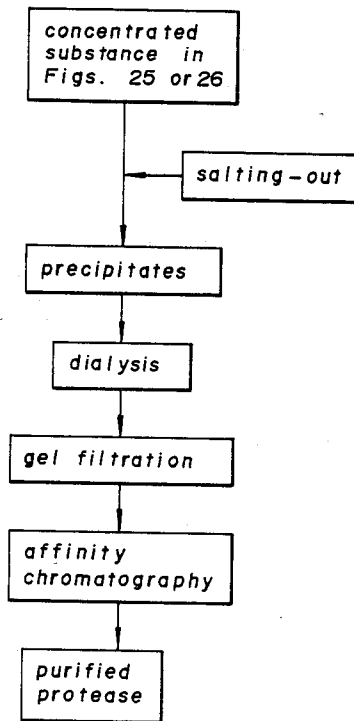 concentrated
substance in
Figs. 25 or 26
salting-out
precipitates
dialysis
gel filtration
affinity
chromatography
purified
protease